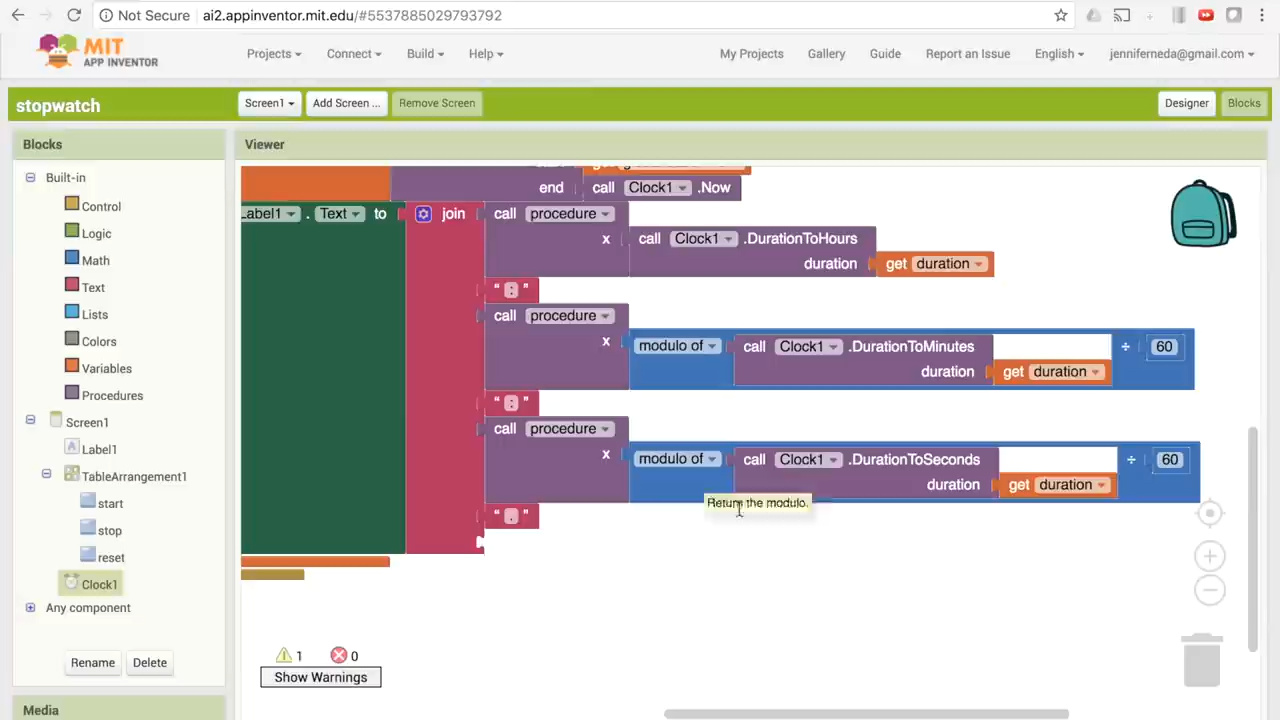 Not Secure ai2.appinventor.mit.edu/#5537885029793792
MIT APP INVENTOR
Projects Connect Build Help My Projects Gallery Guide Report an Issue English jenniferneda@gmail.com
stopwatch Screen1 Add Screen ... Remove Screen Designer Blocks
Blocks
Viewer
Built-in
Control
Logic
Math
Text
Lists
Colors
Variables
Procedures
Screen1
Label1
TableArrangement1
start
stop
reset
Clock1
Any component
Rename Delete
Media
end call Clock1 .Now
Label1 . Text to join call procedure
x call Clock1 .DurationToHours
duration get duration
" : "
call procedure
x modulo of call Clock1 .DurationToMinutes ÷ 60
duration get duration
" : "
call procedure
x modulo of call Clock1 .DurationToSeconds ÷ 60
duration get duration
Return the modulo.
" . "
1 0
Show Warnings